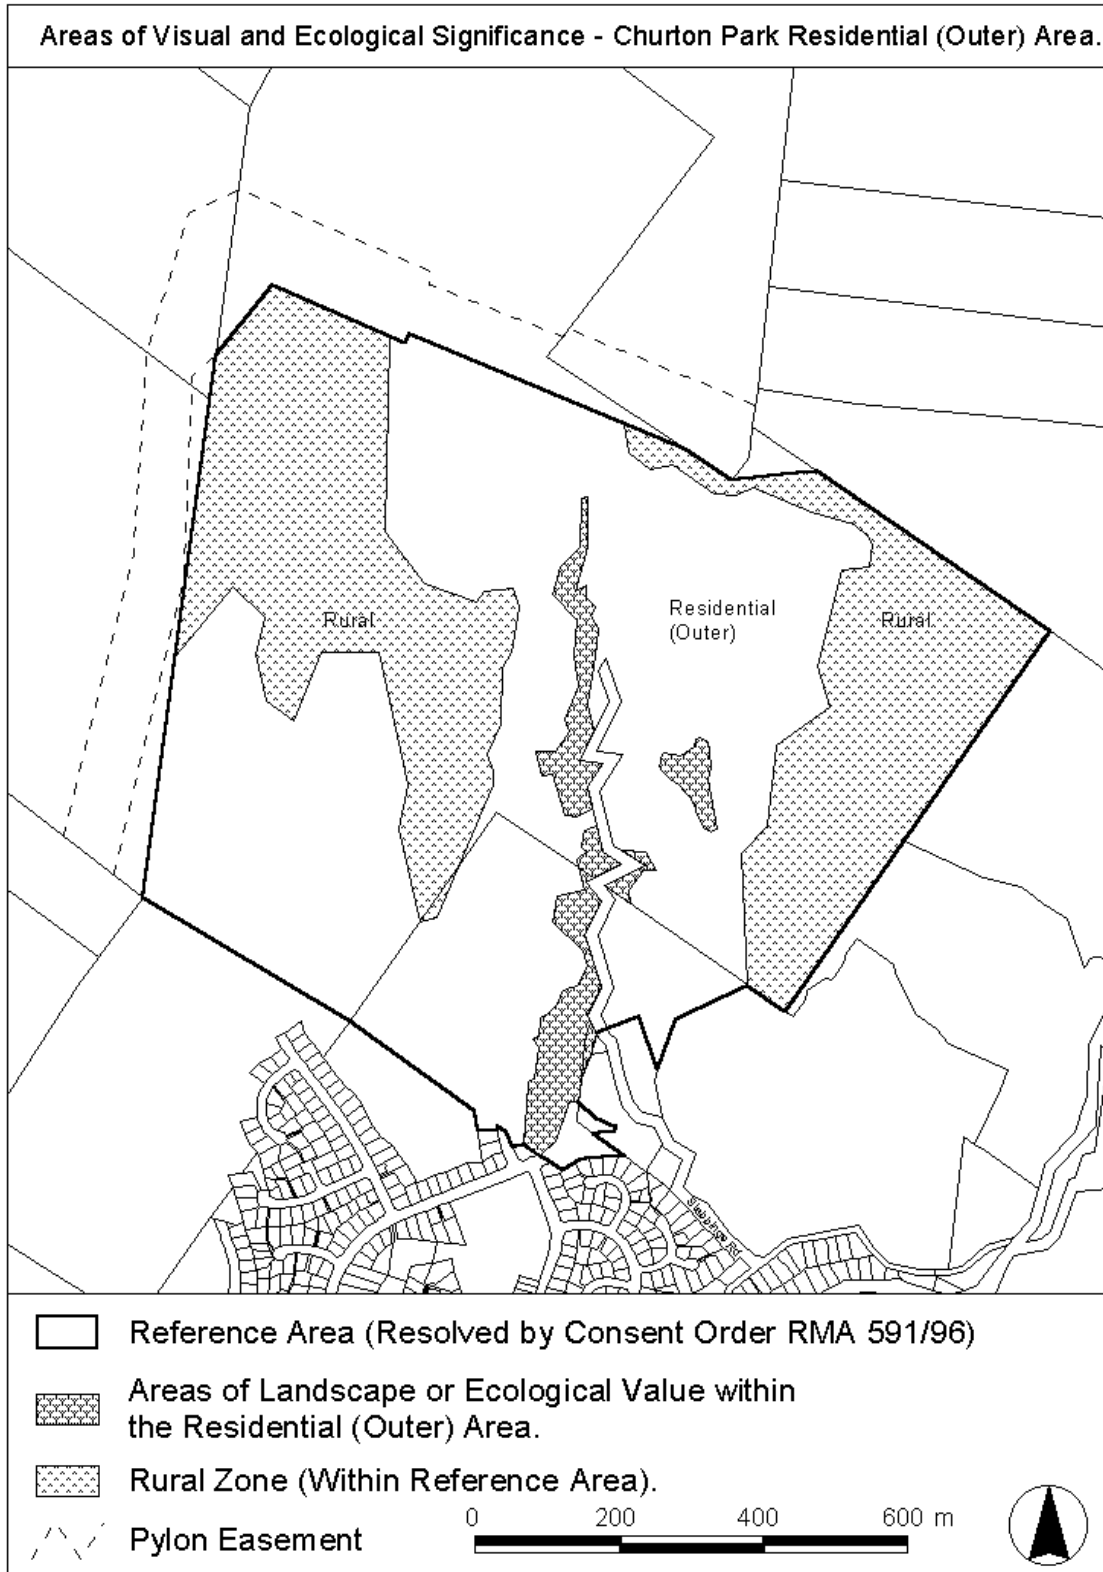 Areas of Visual and Ecological Significance - Churton Park Residential (Outer) Area.
Residential
(Outer)
Rural
Rural
Stebbings Rd
Reference Area (Resolved by Consent Order RMA 591/96)
Areas of Landscape or Ecological Value within
the Residential (Outer) Area.
Rural Zone (Within Reference Area).
Pylon Easement
0 200 400 600 m